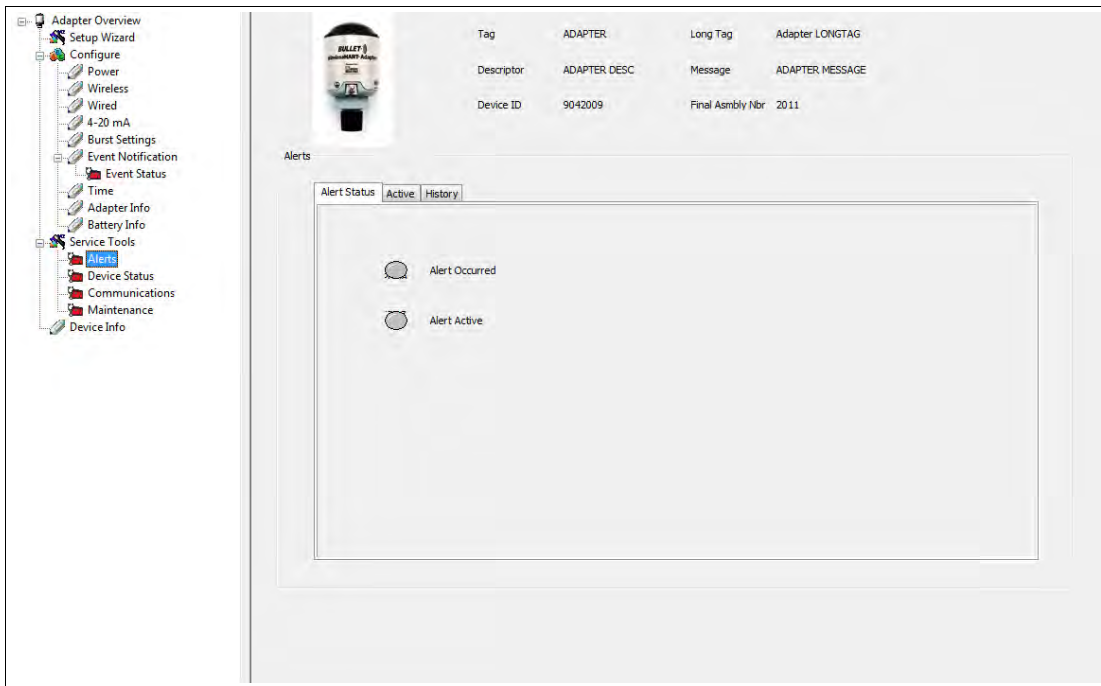 Adapter Overview
Setup Wizard
Configure
Power
Wireless
Wired
4-20 mA
Burst Settings
Event Notification
Event Status
Time
Adapter Info
Battery Info
Service Tools
Alerts
Device Status
Communications
Maintenance
Device Info
BULLET
WirelessHART Adapter
Tag ADAPTER Long Tag Adapter LONGTAG
Descriptor ADAPTER DESC Message ADAPTER MESSAGE
Device ID 9042009 Final Asmbly Nbr 2011
Alerts
Alert Status Active History
Alert Occurred
Alert Active